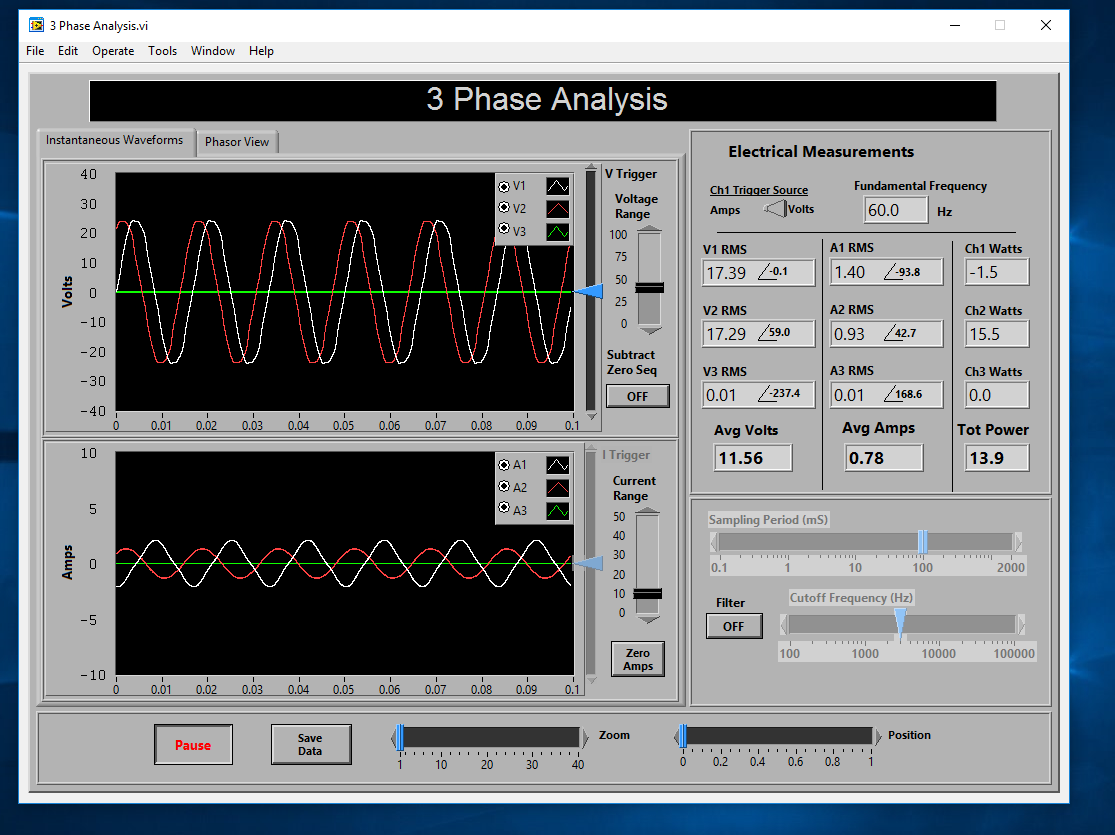 3 Phase Analysis.vi
File Edit Operate Tools Window Help
3 Phase Analysis
Instantaneous Waveforms Phasor View
40
30
20
10
0
-10
-20
-30
-40
Volts
0 0.01 0.02 0.03 0.04 0.05 0.06 0.07 0.08 0.09 0.1
V1
V2
V3
V Trigger
Voltage
Range
100
75
50
25
0
Subtract
Zero Seq
OFF
10
5
0
-5
-10
Amps
0 0.01 0.02 0.03 0.04 0.05 0.06 0.07 0.08 0.09 0.1
A1
A2
A3
I Trigger
Current
Range
50
40
30
20
10
0
Zero
Amps
Electrical Measurements
Ch1 Trigger Source
Amps Volts
Fundamental Frequency
60.0 Hz
V1 RMS A1 RMS Ch1 Watts
17.39 -0.1 1.40 -93.8 -1.5
V2 RMS A2 RMS Ch2 Watts
17.29 59.0 0.93 42.7 15.5
V3 RMS A3 RMS Ch3 Watts
0.01 -237.4 0.01 168.6 0.0
Avg Volts Avg Amps Tot Power
11.56 0.78 13.9
Sampling Period (mS)
0.1 1 10 100 2000
Filter
OFF
Cutoff Frequency (Hz)
100 1000 10000 100000
Pause
Save
Data
Zoom
1 10 20 30 40
Position
0 0.2 0.4 0.6 0.8 1